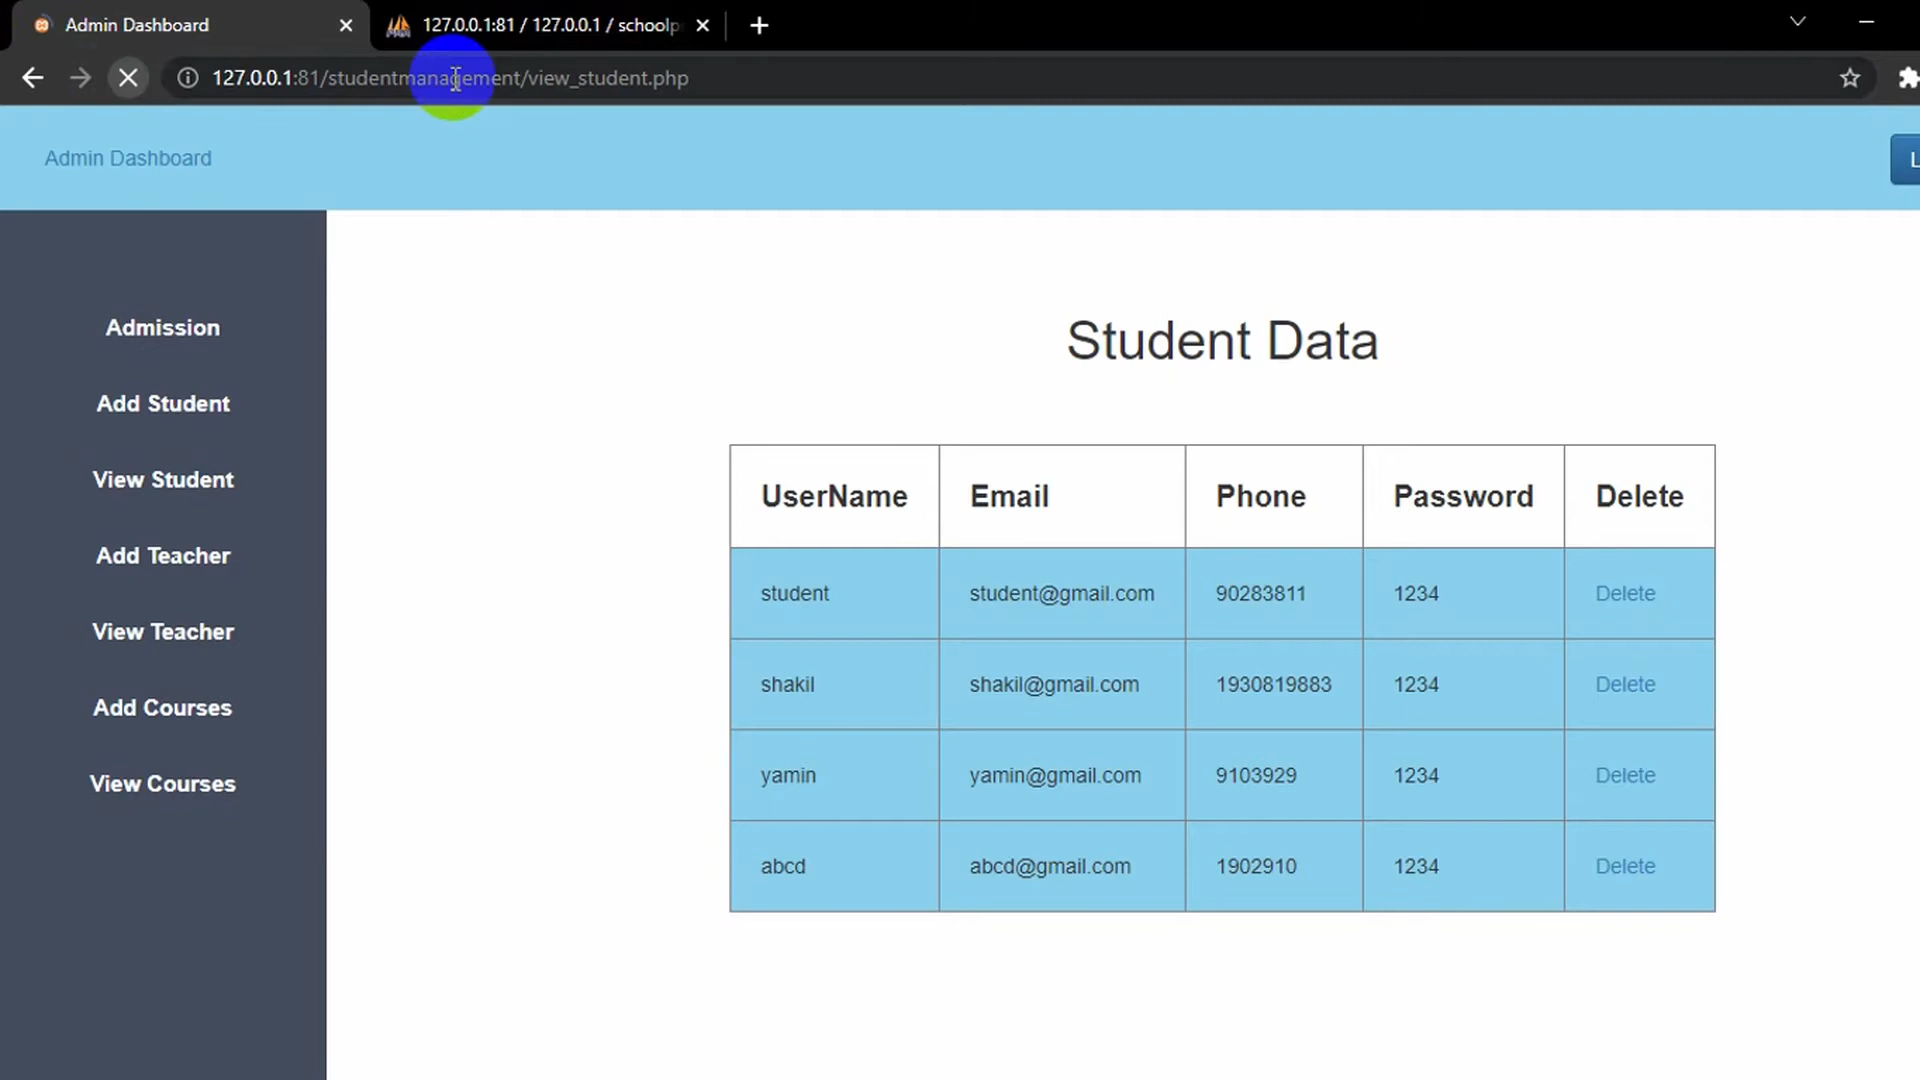 Admin Dashboard
127.0.0.1:81 / 127.0.0.1 / schoolp
127.0.0.1:81/studentmanagement/view_student.php
Admin Dashboard
L
Admission
Add Student
View Student
Add Teacher
View Teacher
Add Courses
View Courses
Student Data
UserName Email Phone Password Delete
student student@gmail.com 90283811 1234 Delete
shakil shakil@gmail.com 1930819883 1234 Delete
yamin yamin@gmail.com 9103929 1234 Delete
abcd abcd@gmail.com 1902910 1234 Delete